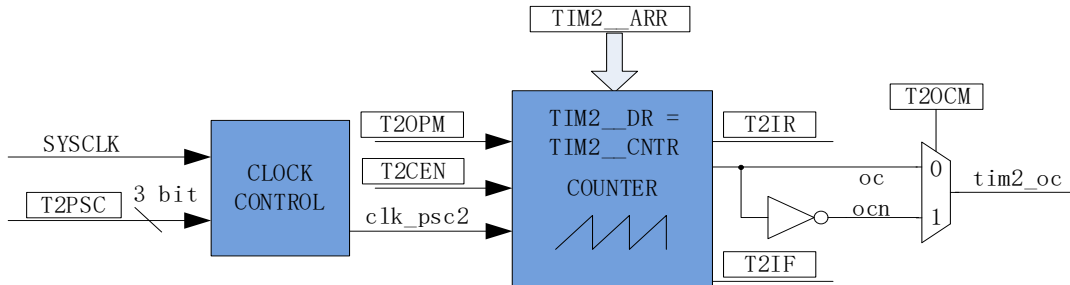 TIM2__ARR
T2OPM
TIM2__DR =
TIM2__CNTR
T2IR
T2OCM
SYSCLK
CLOCK
CONTROL
T2CEN
COUNTER
oc
0
tim2_oc
T2PSC
3 bit
clk_psc2
ocn
1
T2IF